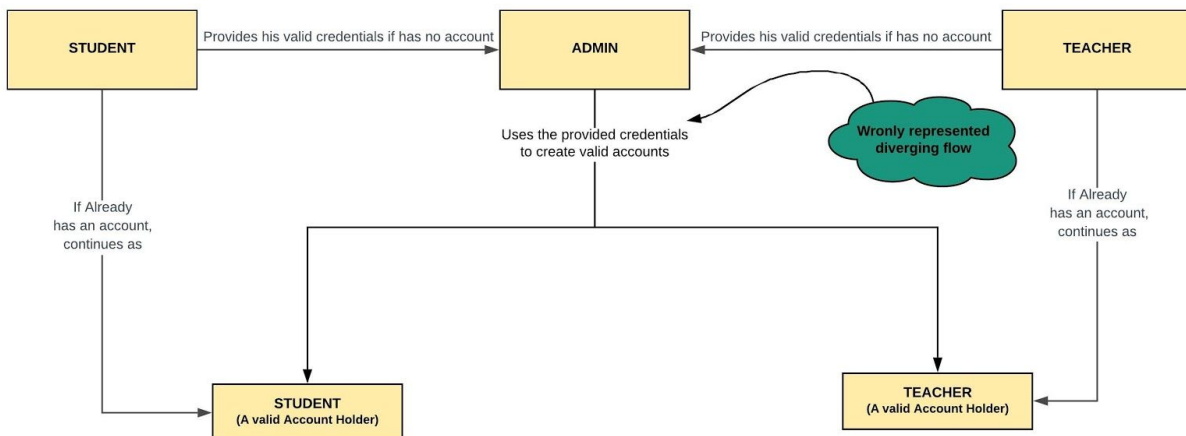 STUDENT
Provides his valid credentials if has no account
ADMIN
Provides his valid credentials if has no account
TEACHER
Uses the provided credentials
to create valid accounts
Wronly represented
diverging flow
If Already
has an account,
continues as
If Already
has an account,
continues as
STUDENT
(A valid Account Holder)
TEACHER
(A valid Account Holder)